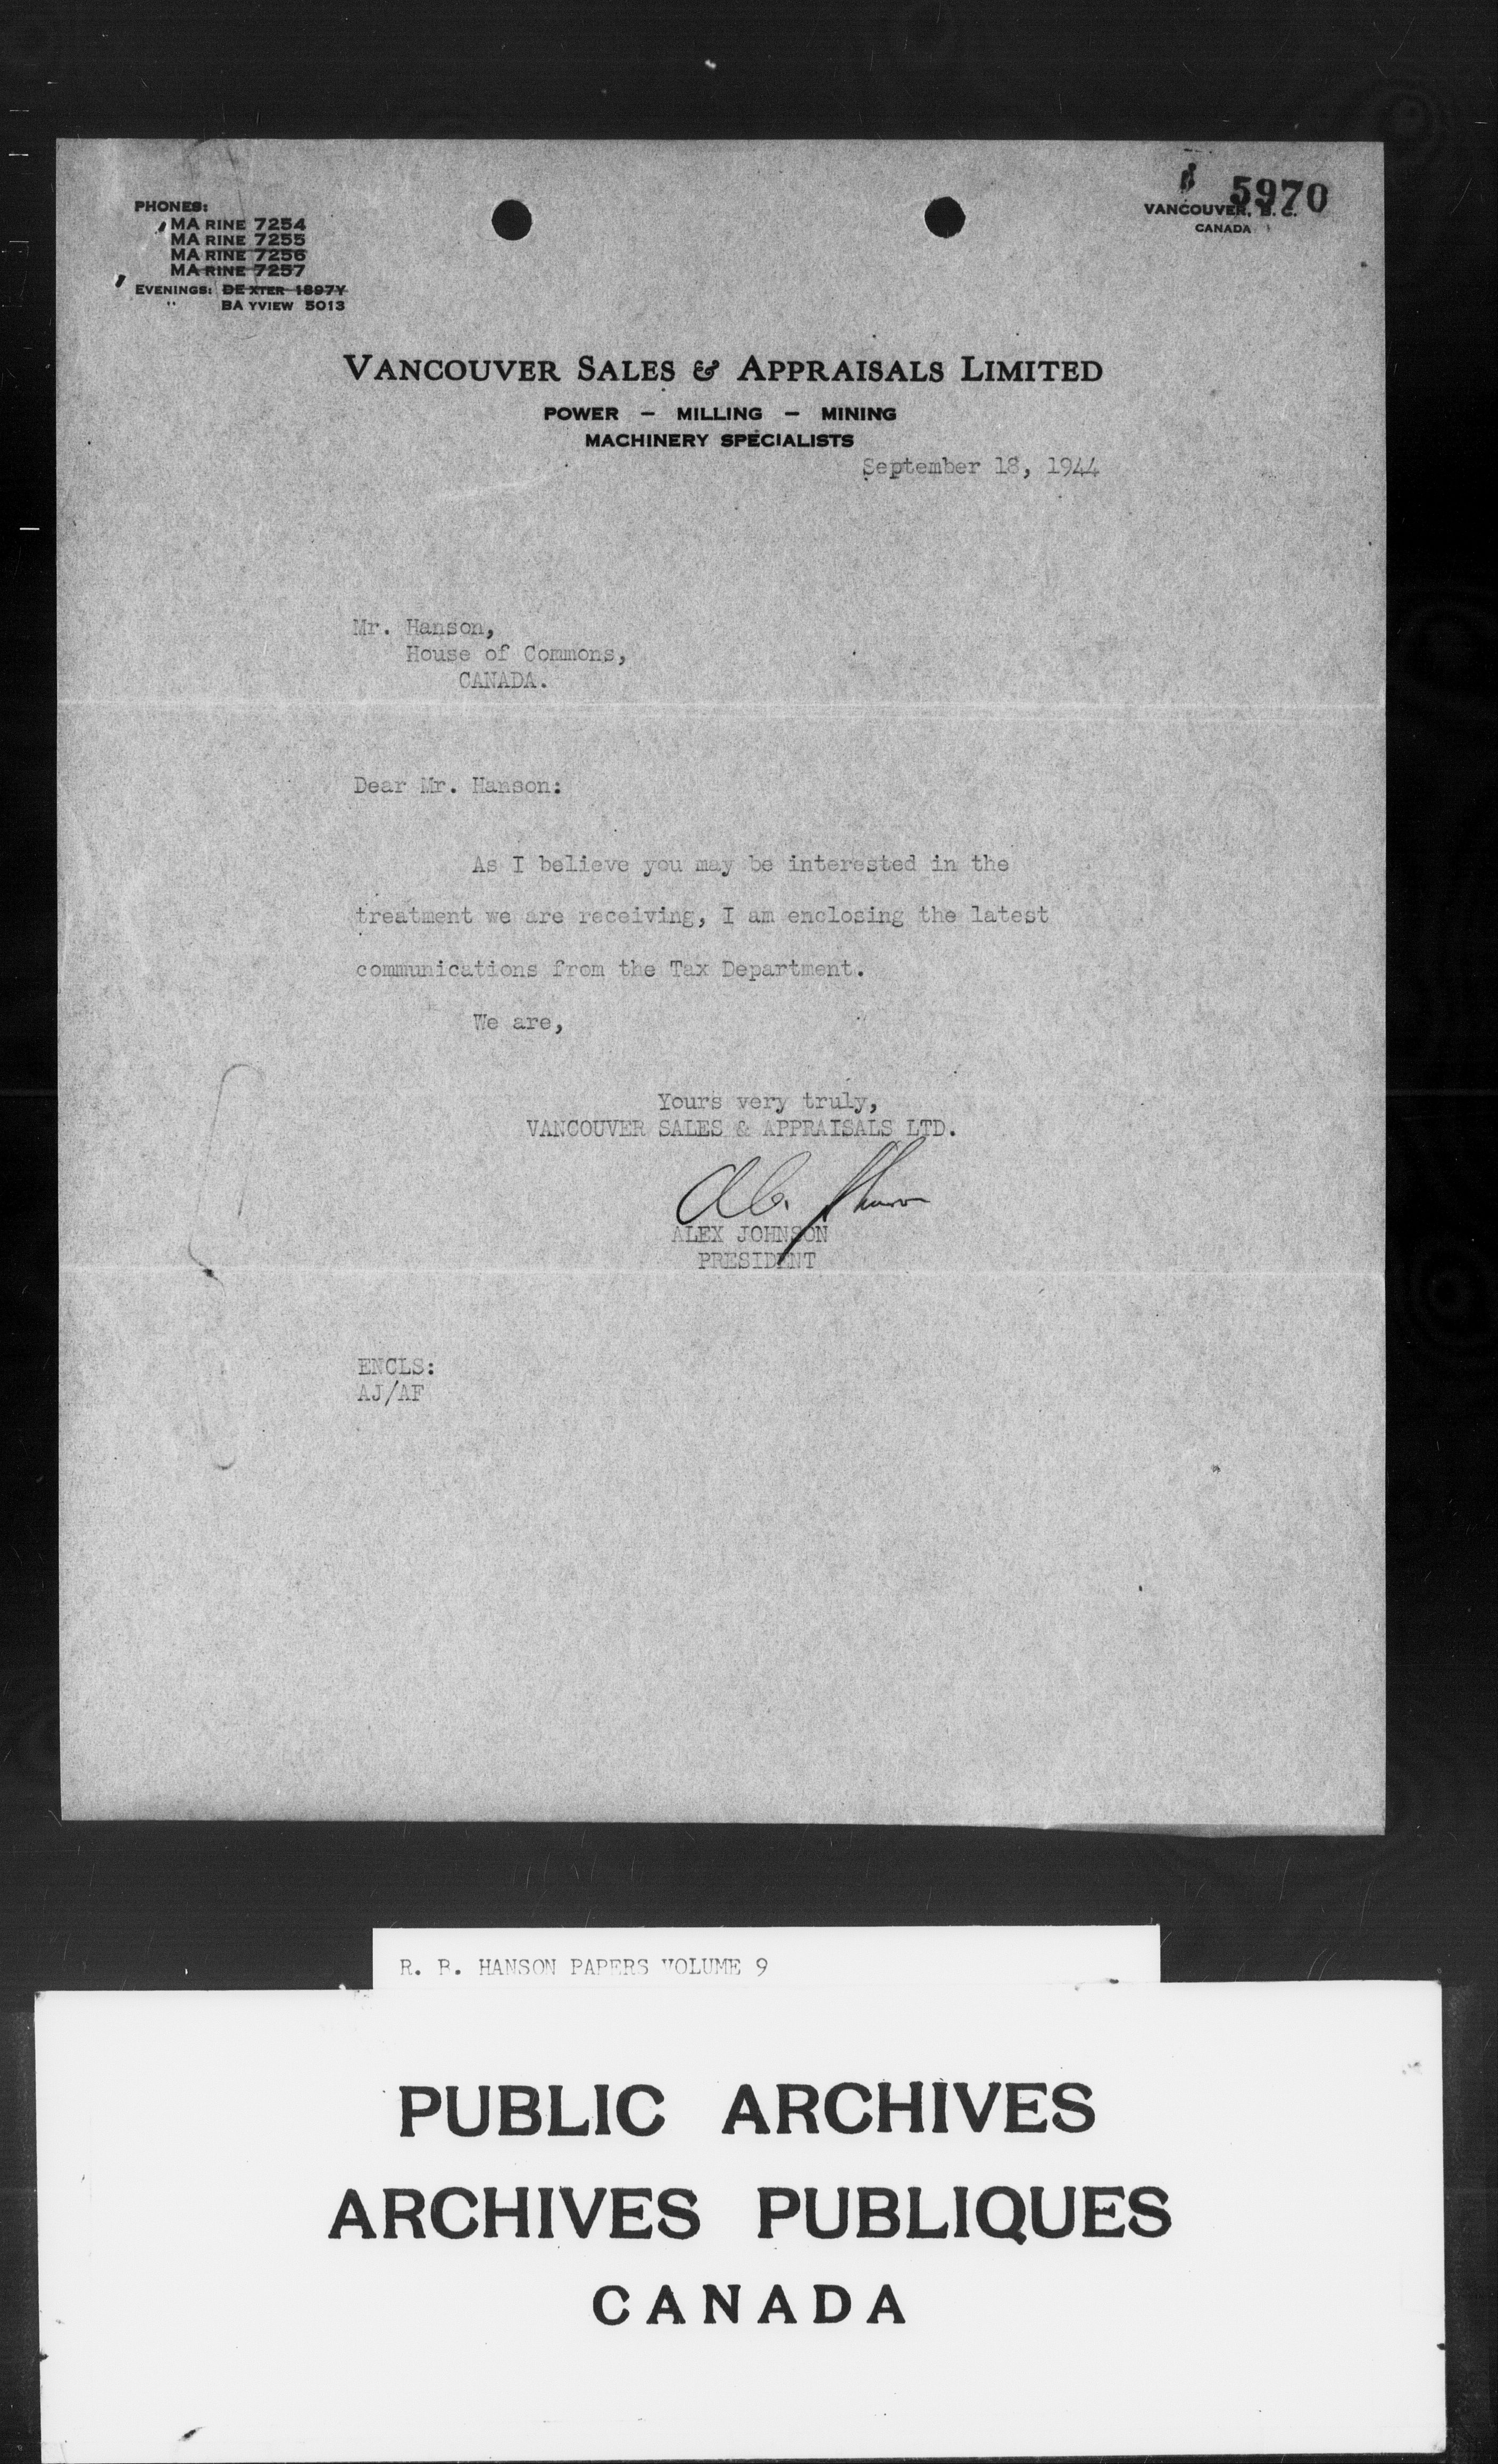 5970
PHONES:
MA RINE 7254
MA RINE 7255
MA RINE 7256
MA RINE 7257
EVENINGS: DE XTER 1897Y
" BA YVIEW 5013
VANCOUVER, B. C.
CANADA
VANCOUVER SALES & APPRAISALS LIMITED
POWER — MILLING — MINING
MACHINERY SPECIALISTS
September 18, 1944
Mr. Hanson,
House of Commons,
CANADA.
Dear Mr. Hanson:
As I believe you may be interested in the
treatment we are receiving, I am enclosing the latest
communications from the Tax Department.
We are,
Yours very truly,
VANCOUVER SALES & APPRAISALS LTD.
ALEX JOHNSON
PRESIDENT
ENCLS:
AJ/AF
R. B. HANSON PAPERS VOLUME 9
PUBLIC ARCHIVES
ARCHIVES PUBLIQUES
CANADA